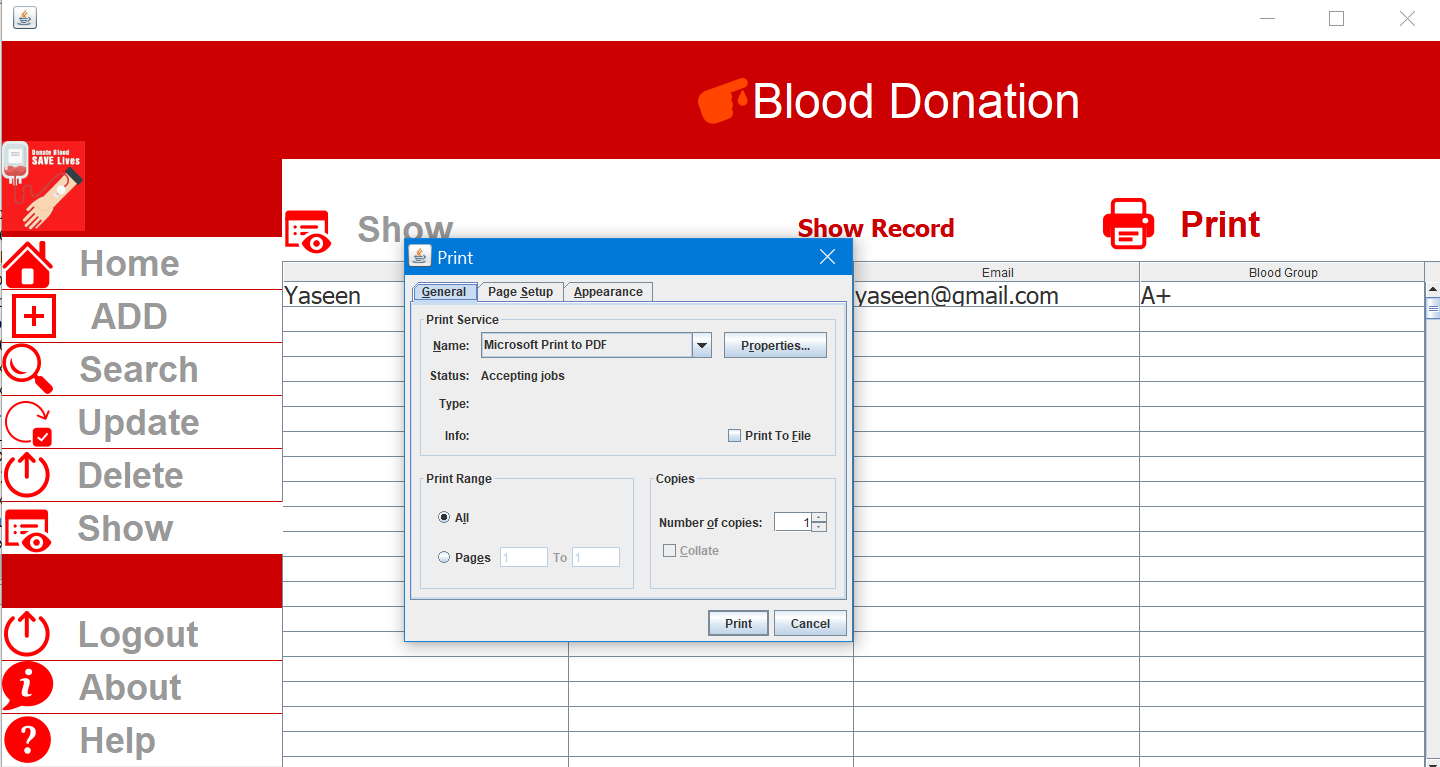 Blood Donation
Donate Blood
SAVE Lives
Home
ADD
Search
Update
Delete
Show
Logout
About
Help
Show
Show Record
Print
Email
Blood Group
Yaseen
yaseen@gmail.com
A+
Print
General
Page Setup
Appearance
Print Service
Name:
Microsoft Print to PDF
Properties...
Status:
Accepting jobs
Type:
Info:
Print To File
Print Range
All
Pages
1
To
1
Copies
Number of copies:
1
Collate
Print
Cancel